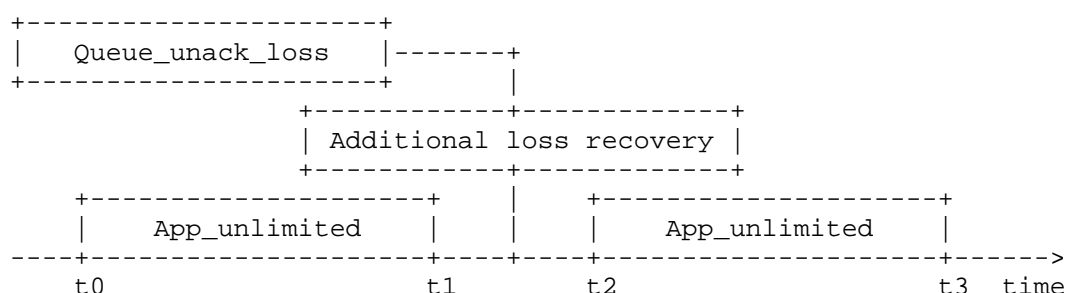 Queue_unack_loss
Additional loss recovery
App_unlimited App_unlimited
t0 t1 t2 t3 time